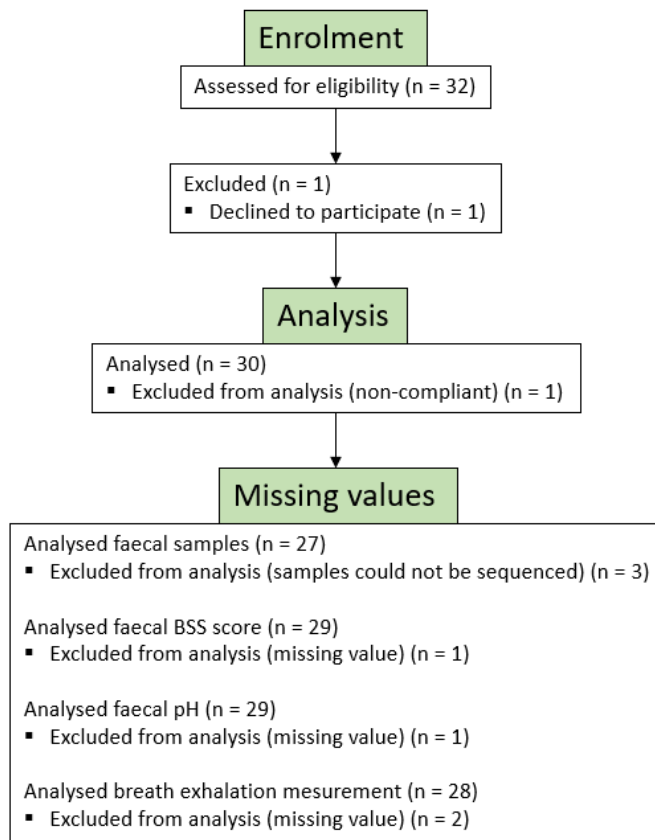 Enrolment
Assessed for eligibility (n = 32)
Excluded (n = 1)
▪ Declined to participate (n = 1)
Analysis
Analysed (n = 30)
▪ Excluded from analysis (non-compliant) (n = 1)
Missing values
Analysed faecal samples (n = 27)
▪ Excluded from analysis (samples could not be sequenced) (n = 3)
Analysed faecal BSS score (n = 29)
▪ Excluded from analysis (missing value) (n = 1)
Analysed faecal pH (n = 29)
▪ Excluded from analysis (missing value) (n = 1)
Analysed breath exhalation mesurement (n = 28)
▪ Excluded from analysis (missing value) (n = 2)